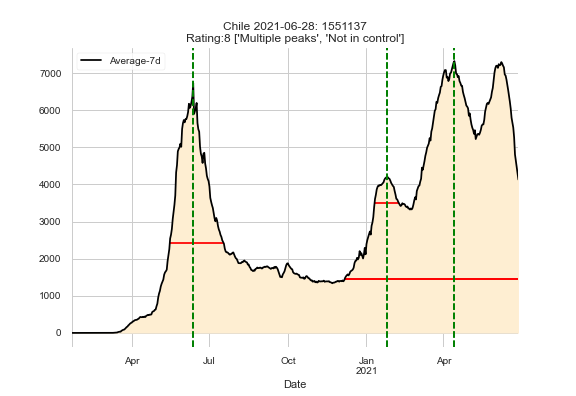 Chile 2021-06-28: 1551137
Rating:8 ['Multiple peaks', 'Not in control']
Average-7d
7000
6000
5000
4000
3000
2000
1000
0
Apr Jul Oct Jan Apr
2021
Date